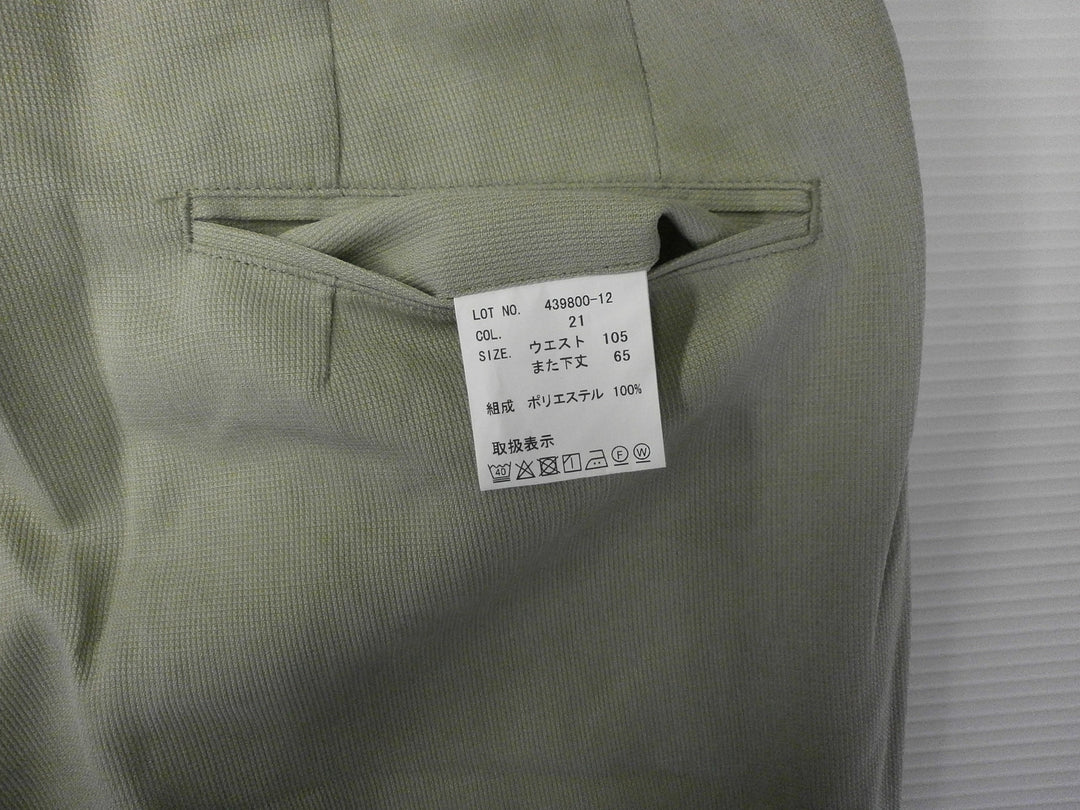 LOT NO. 439800-12
COL. 21
SIZE. ウエスト 105
また下丈 65
組成 ポリエステル 100%
取扱表示
40 F W